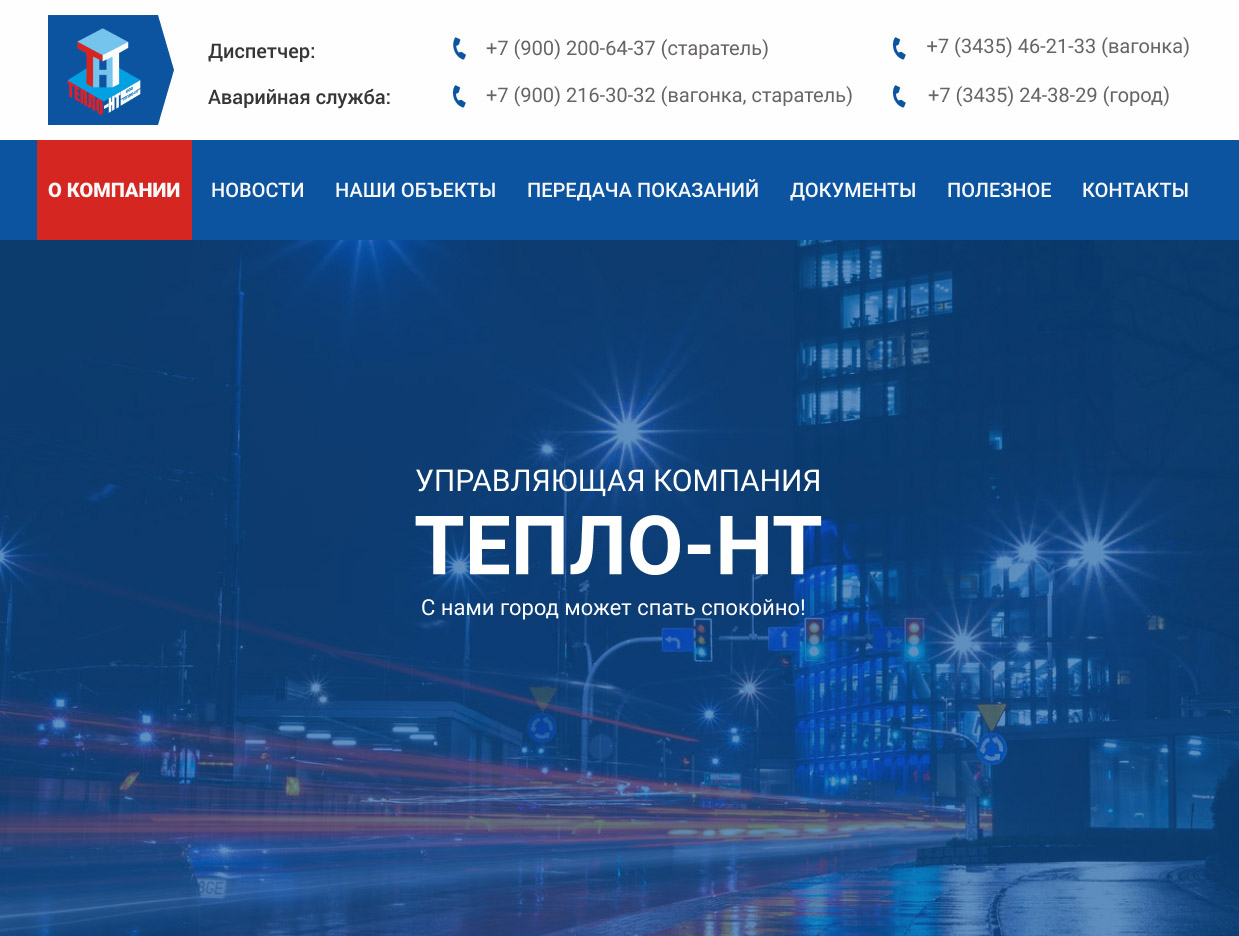 ТЕПЛО-НТ
Диспетчер:
+7 (900) 200-64-37 (старатель)
+7 (3435) 46-21-33 (вагонка)
Аварийная служба:
+7 (900) 216-30-32 (вагонка, старатель)
+7 (3435) 24-38-29 (город)
О КОМПАНИИ НОВОСТИ НАШИ ОБЪЕКТЫ ПЕРЕДАЧА ПОКАЗАНИЙ ДОКУМЕНТЫ ПОЛЕЗНОЕ КОНТАКТЫ
УПРАВЛЯЮЩАЯ КОМПАНИЯ
ТЕПЛО-НТ
С нами город может спать спокойно!